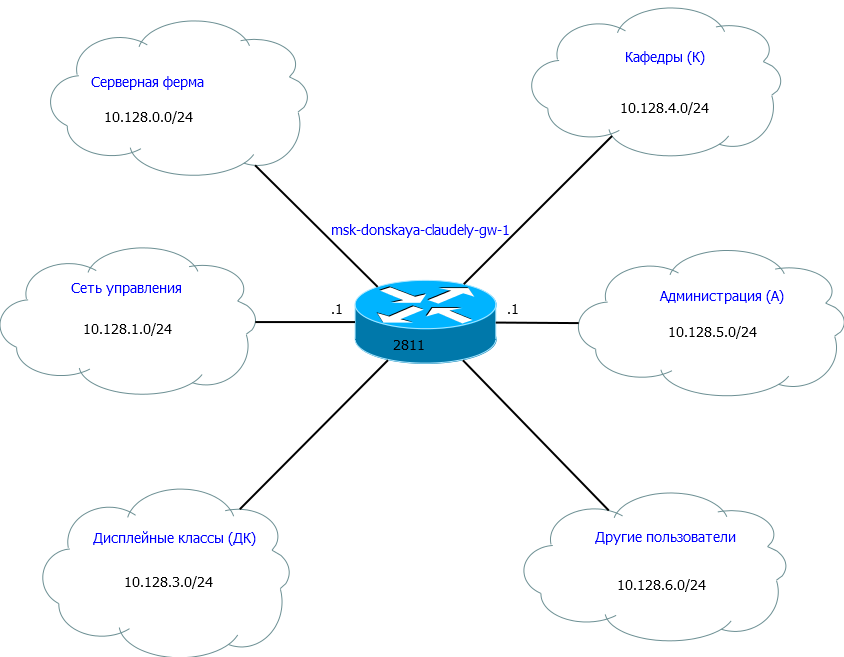 Серверная ферма
10.128.0.0/24
Кафедры (К)
10.128.4.0/24
msk-donskaya-claudely-gw-1
Сеть управления
10.128.1.0/24
.1
.1
2811
Администрация (А)
10.128.5.0/24
Дисплейные классы (ДК)
10.128.3.0/24
Другие пользователи
10.128.6.0/24